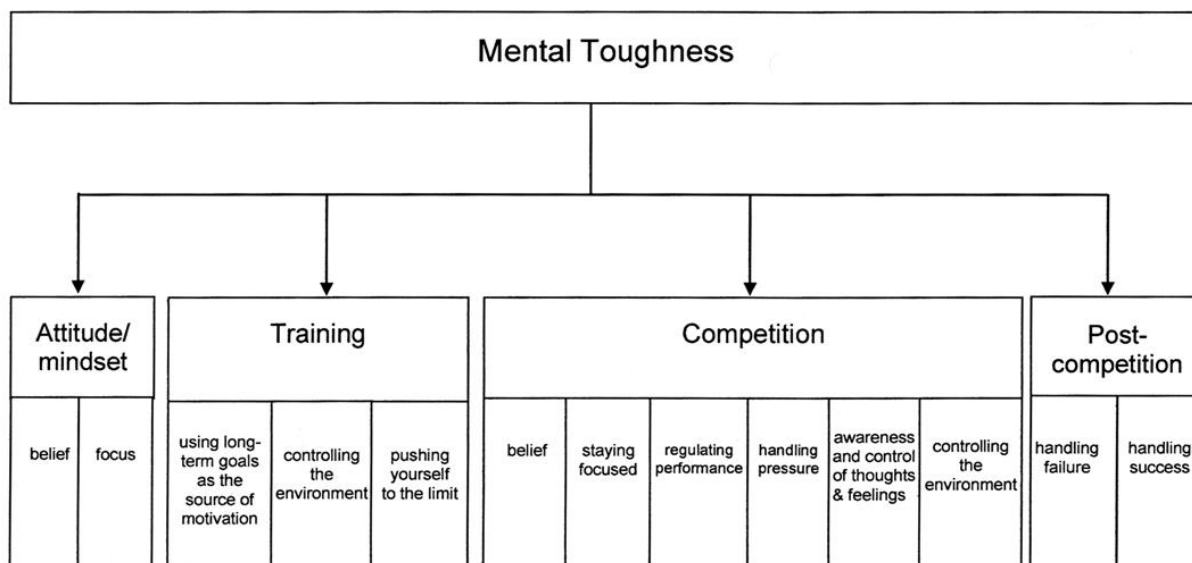 Mental Toughness
Attitude/
mindset
Training
Competition
Post-
competition
belief
focus
using long-
term goals
as the
source of
motivation
controlling
the
environment
pushing
yourself
to the limit
belief
staying
focused
regulating
performance
handling
pressure
awareness
and control
of thoughts
& feelings
controlling
the
environment
handling
failure
handling
success